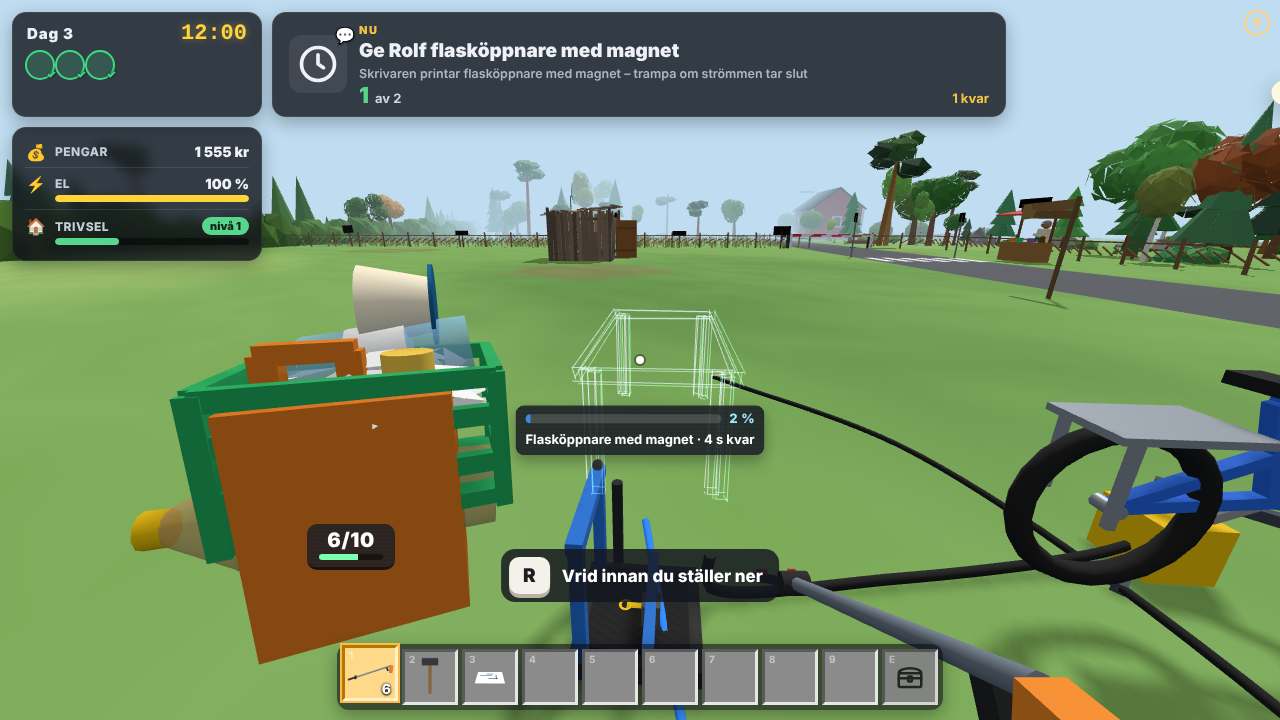 Dag 3 12:00
NU
Ge Rolf flasköppnare med magnet
Skrivaren printar flasköppnare med magnet – trampa om strömmen tar slut
1 av 2 1 kvar
PENGAR 1 555 kr
EL 100 %
TRIVSEL nivå 1
2 %
Flasköppnare med magnet · 4 s kvar
6/10
R Vrid innan du ställer ner
1 6 2 3 4 5 6 7 8 9 E